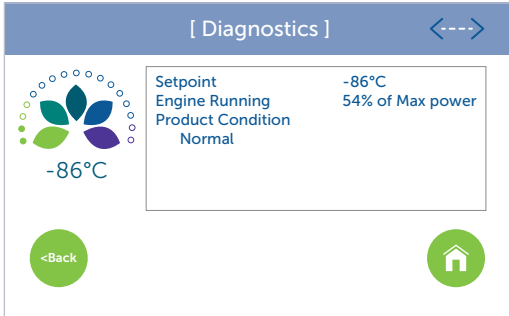 [ Diagnostics ]
<---->
Setpoint -86°C
Engine Running 54% of Max power
Product Condition
Normal
-86°C
<Back